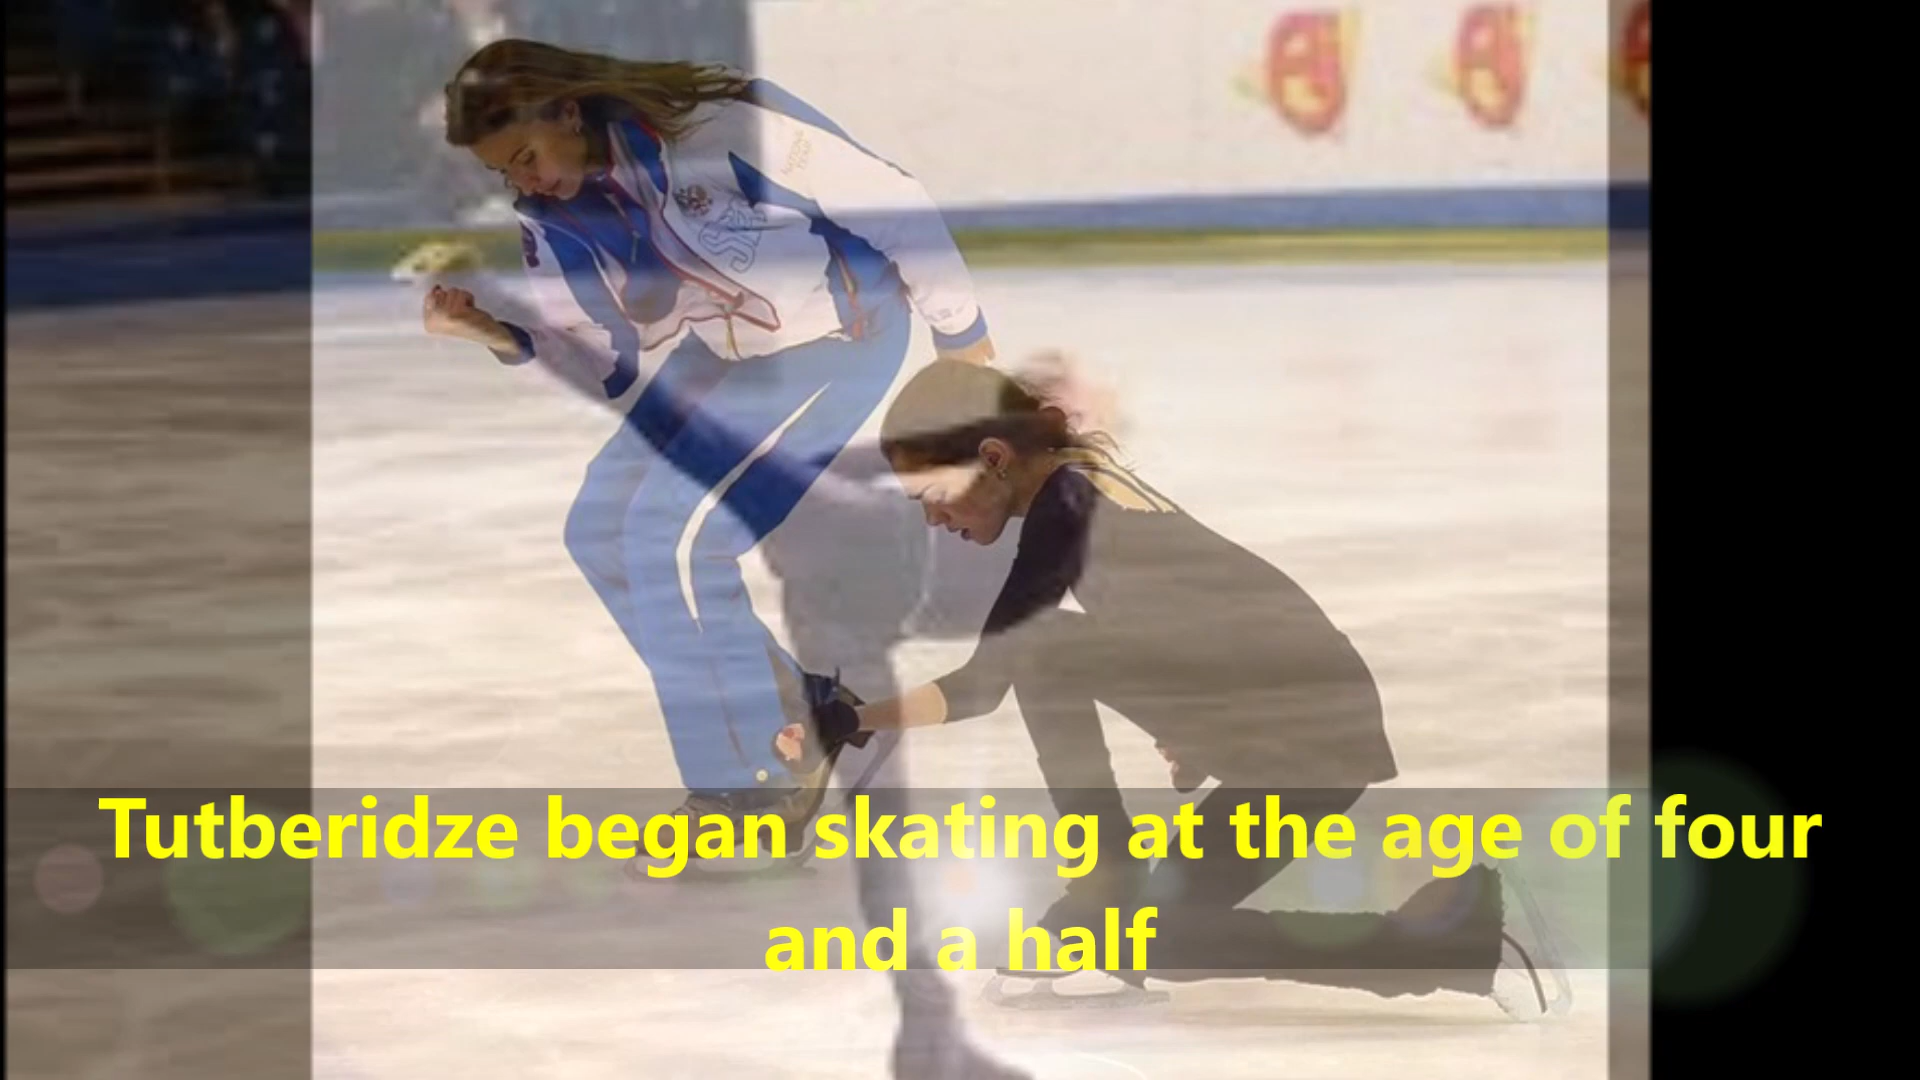 Tutberidze began skating at the age of four
and a half